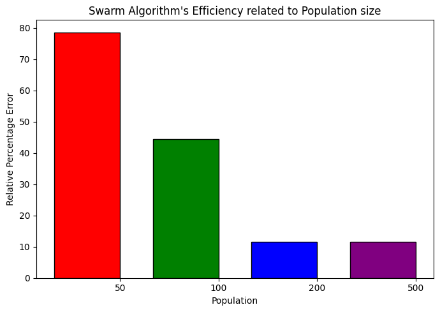 Swarm Algorithm's Efficiency related to Population size
80
70
60
50
40
30
20
10
0
Relative Percentage Error
50 100 200 500
Population